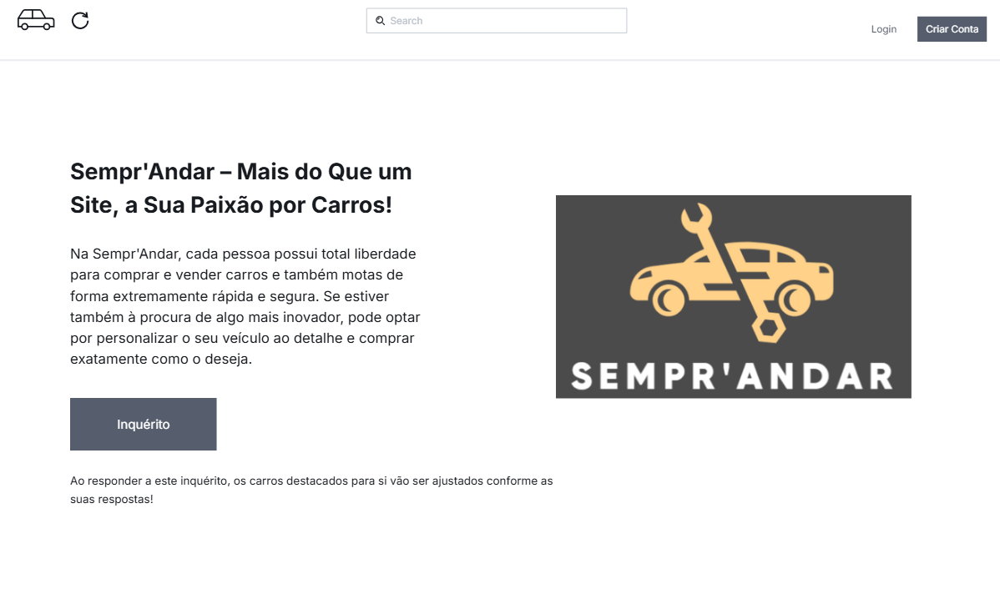 Search
Login
Criar Conta
Sempr'Andar – Mais do Que um
Site, a Sua Paixão por Carros!
Na Sempr'Andar, cada pessoa possui total liberdade
para comprar e vender carros e também motas de
forma extremamente rápida e segura. Se estiver
também à procura de algo mais inovador, pode optar
por personalizar o seu veículo ao detalhe e comprar
exatamente como o deseja.
SEMPR'ANDAR
Inquérito
Ao responder a este inquérito, os carros destacados para si vão ser ajustados conforme as
suas respostas!